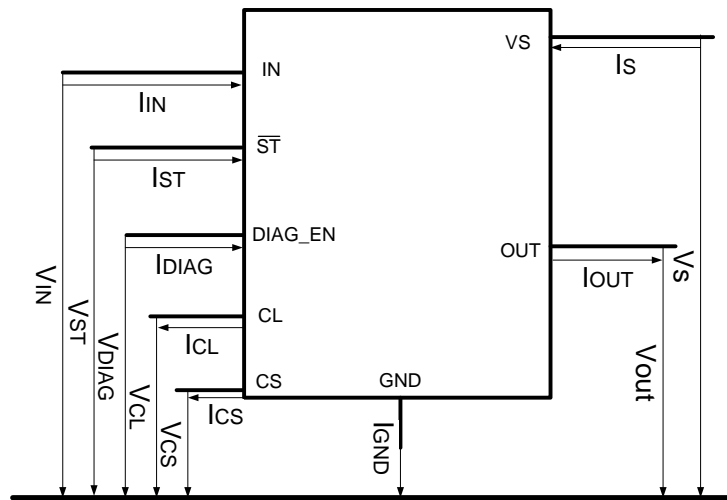 VS
IS
IN
IIN
ST
IST
DIAG_EN
IDIAG
OUT
IOUT
CL
ICL
CS
ICS
GND
IGND
VIN
VST
VDIAG
VCL
VCS
Vout
Vs